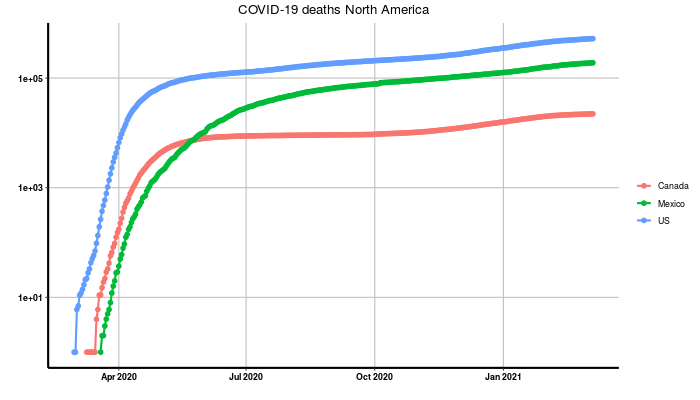 COVID-19 deaths North America
1e+05
1e+03
1e+01
Apr 2020
Jul 2020
Oct 2020
Jan 2021
Canada
Mexico
US